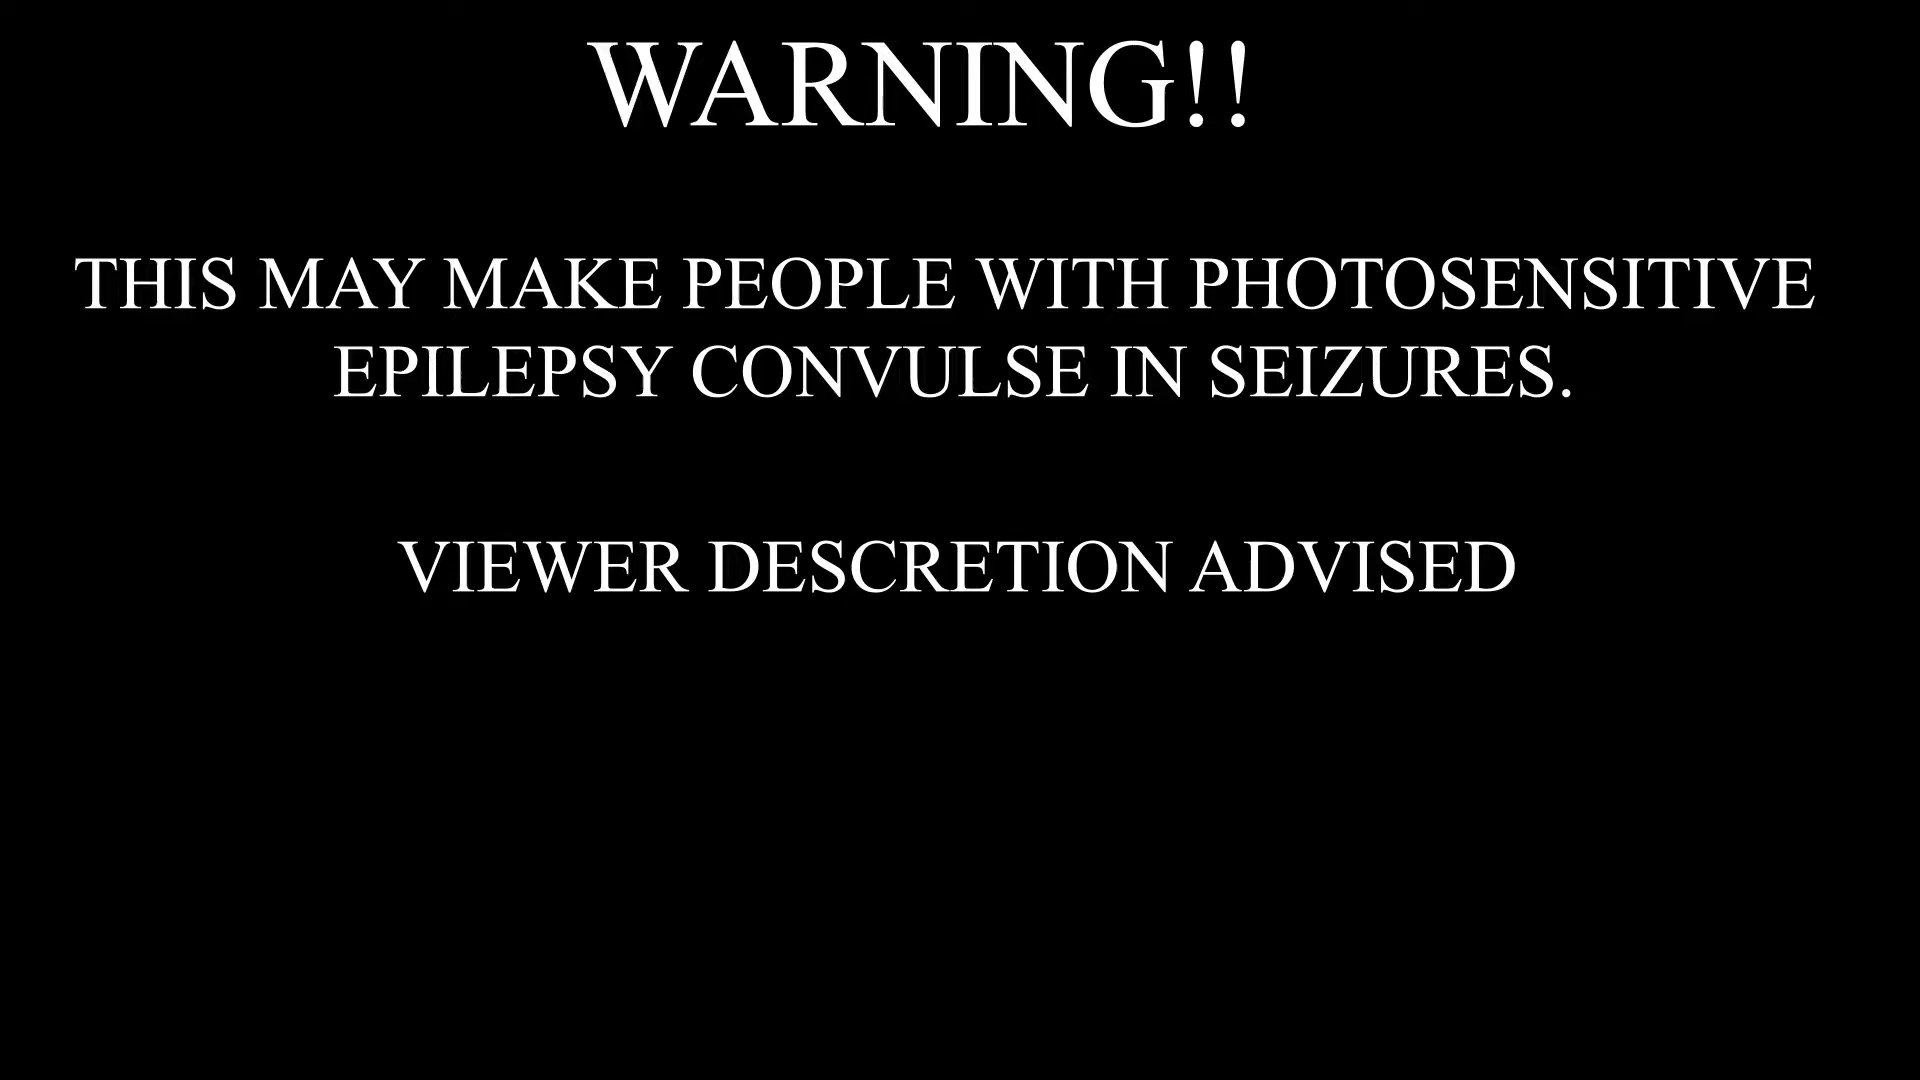 WARNING!!
THIS MAY MAKE PEOPLE WITH PHOTOSENSITIVE
EPILEPSY CONVULSE IN SEIZURES.
VIEWER DESCRETION ADVISED